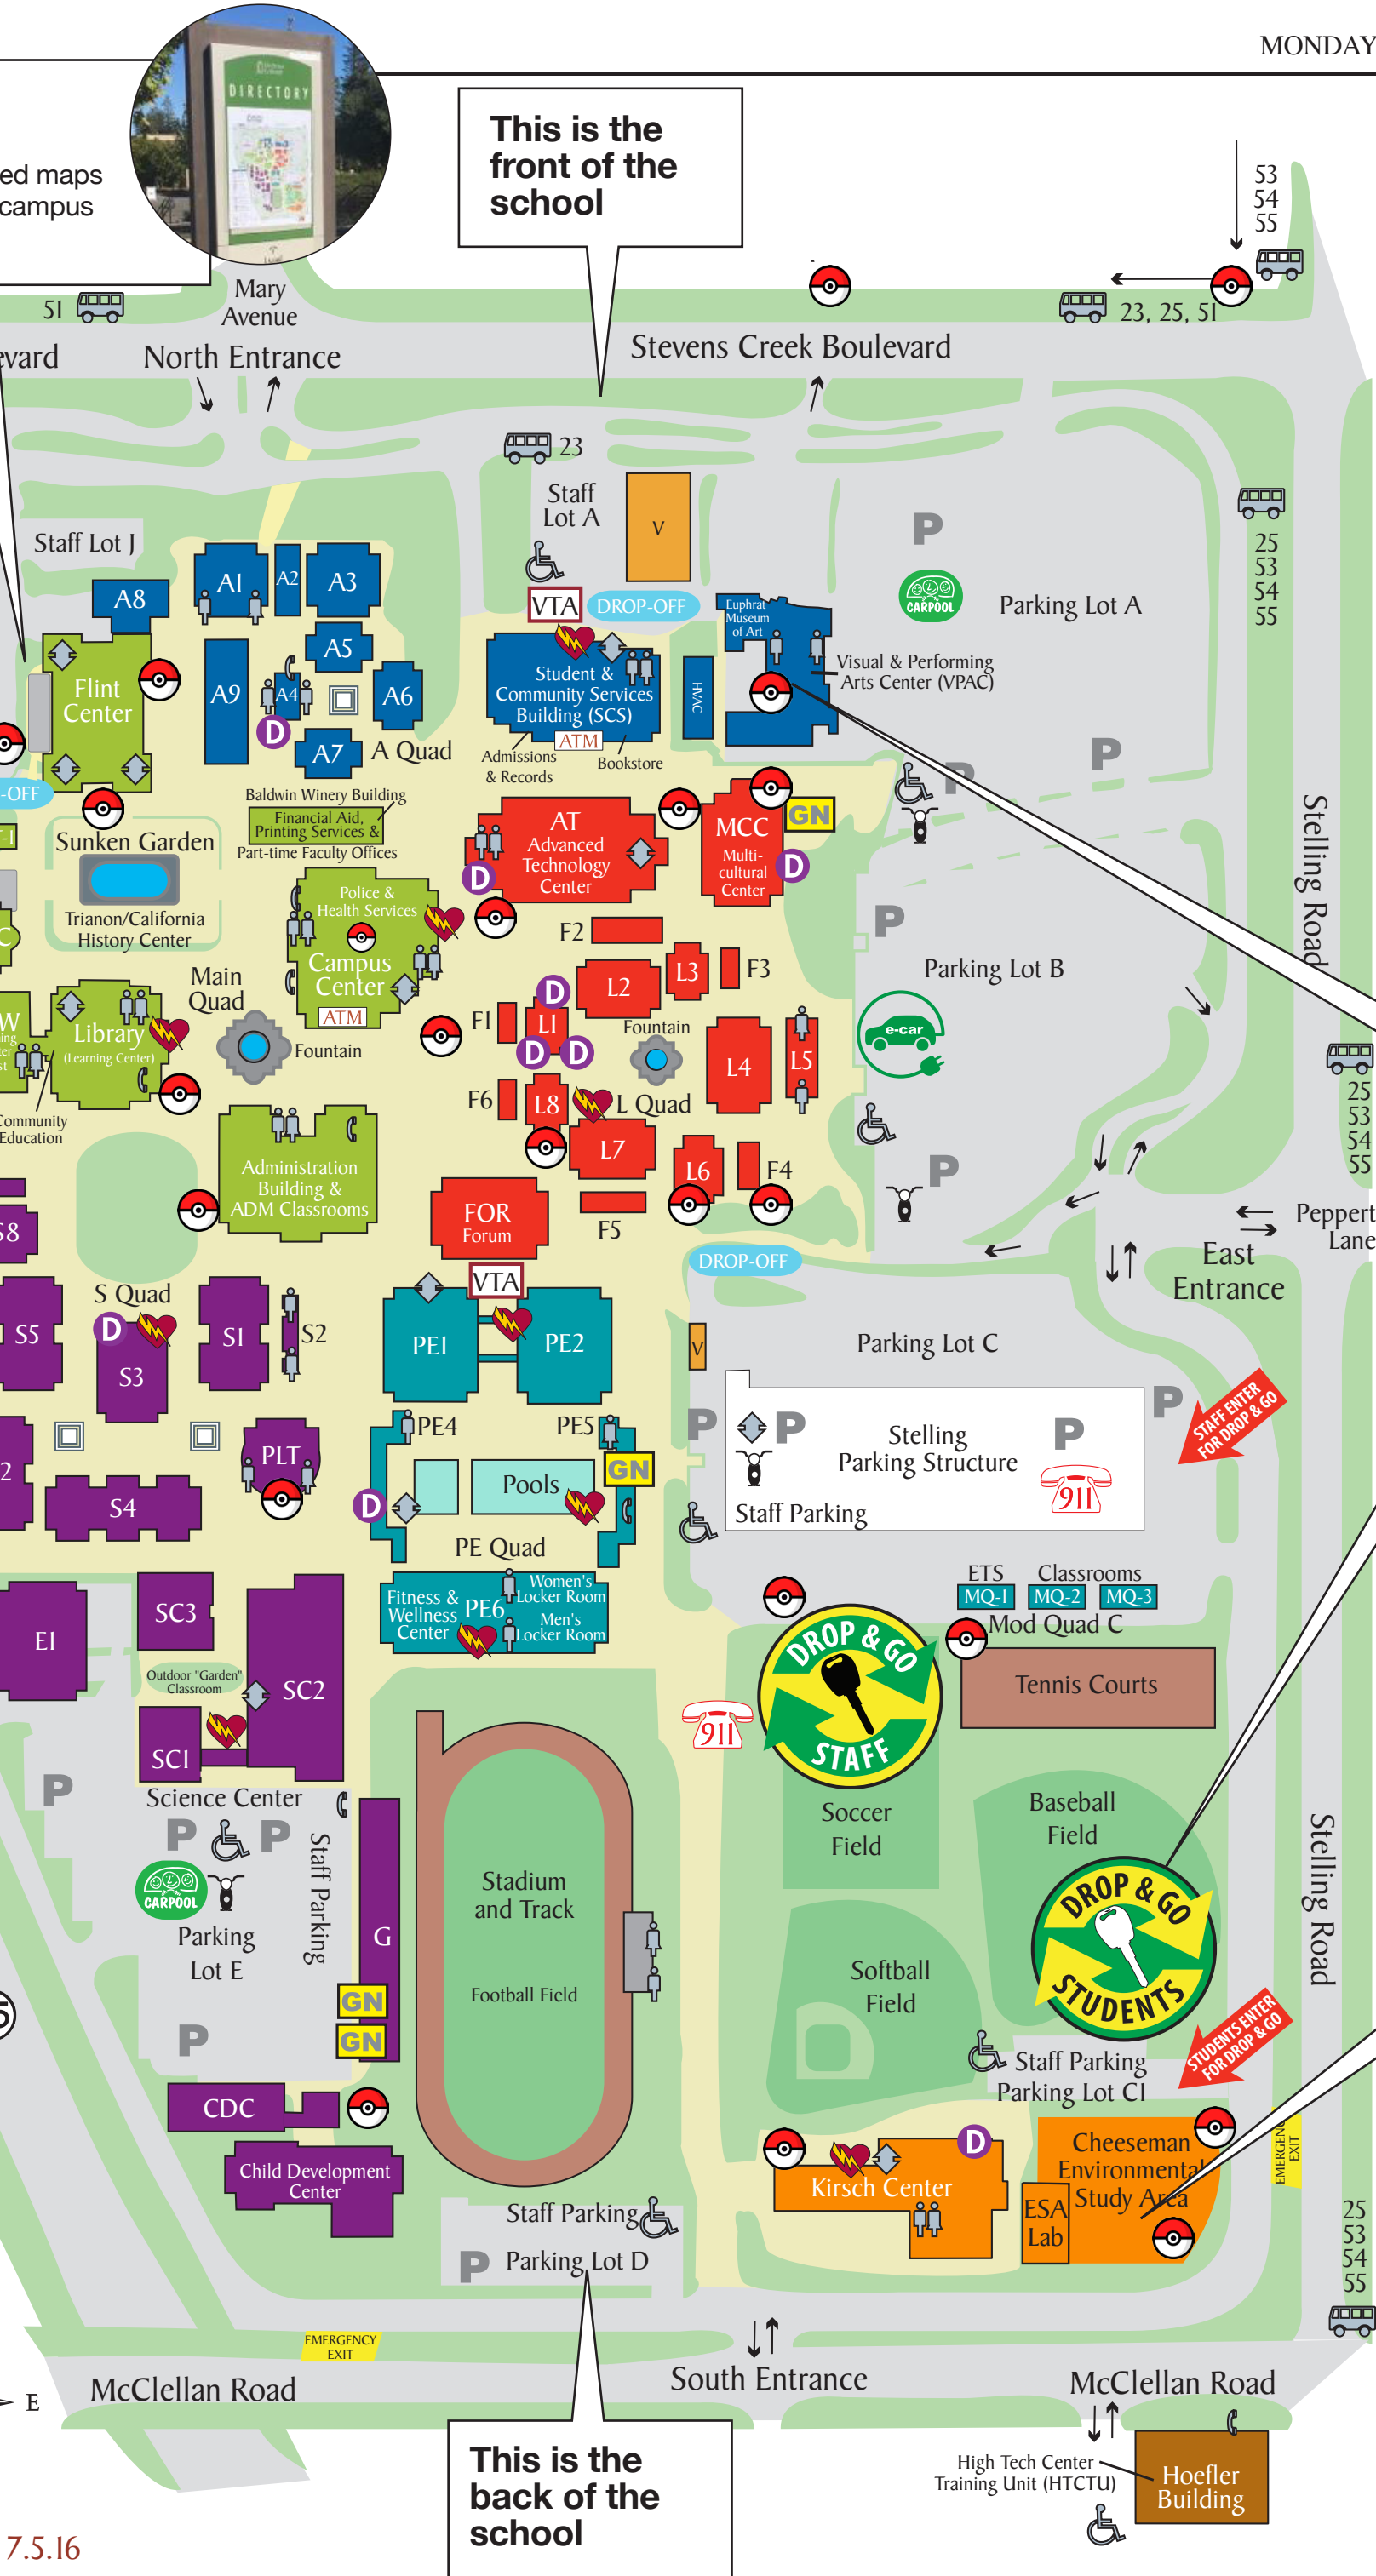 MONDAY
DIRECTORY
ed maps
campus
This is the
front of the
school
53
54
55
51
Mary
Avenue
23, 25, 51
evard
North Entrance
Stevens Creek Boulevard
23
Staff
Lot A
V
P
25
53
54
55
Staff Lot J
A8
A1
A2
A3
A5
A9
A4
A6
A7
D
A Quad
VTA
DROP-OFF
Euphrat
Museum
of Art
CARPOOL
Parking Lot A
Student &
Community Services
Building (SCS)
ATM
HVAC
Visual & Performing
Arts Center (VPAC)
Admissions
& Records
Bookstore
P
P
Flint
Center
-OFF
Baldwin Winery Building
Financial Aid,
Printing Services &
Part-time Faculty Offices
Sunken Garden
Trianon/California
History Center
AT
Advanced
Technology
Center
D
MCC
Multi-
cultural
Center
GN
D
Stelling Road
Police &
Health Services
Campus
Center
ATM
F2
L3
F3
L2
P
Parking Lot B
Main
Quad
Fountain
W
C
-1
Library
(Learning Center)
Community
Education
F1
D
L1
D
D
Fountain
L4
L5
e-car
25
53
54
55
F6
L8
L Quad
L7
L6
F4
F5
P
Administration
Building &
ADM Classrooms
FOR
Forum
VTA
DROP-OFF
Peppert
Lane
East
Entrance
S8
S Quad
S5
D
S3
S1
S2
PE1
PE2
V
Parking Lot C
P
P
P
P
Stelling
Parking Structure
911
Staff Parking
STAFF ENTER
FOR DROP & GO
PE4
PE5
GN
D
Pools
PE Quad
2
PLT
S4
E1
SC3
SC2
Outdoor "Garden"
Classroom
SC1
Science Center
Fitness &
Wellness
Center
PE6
Women's
Locker Room
Men's
Locker Room
ETS
Classrooms
MQ-1
MQ-2
MQ-3
Mod Quad C
Tennis Courts
DROP & GO
STAFF
911
Soccer
Field
Baseball
Field
P
P
P
CARPOOL
Staff Parking
Parking
Lot E
G
GN
GN
P
5
Stadium
and Track
Football Field
Softball
Field
DROP & GO
STUDENTS
Stelling Road
STUDENTS ENTER
FOR DROP & GO
Staff Parking
Parking Lot C1
CDC
Child Development
Center
D
Kirsch Center
Cheeseman
Environmental
Study Area
ESA
Lab
EMERGENCY
EXIT
Staff Parking
P
Parking Lot D
25
53
54
55
EMERGENCY
EXIT
McClellan Road
South Entrance
McClellan Road
E
This is the
back of the
school
High Tech Center
Training Unit (HTCTU)
Hoefler
Building
7.5.16